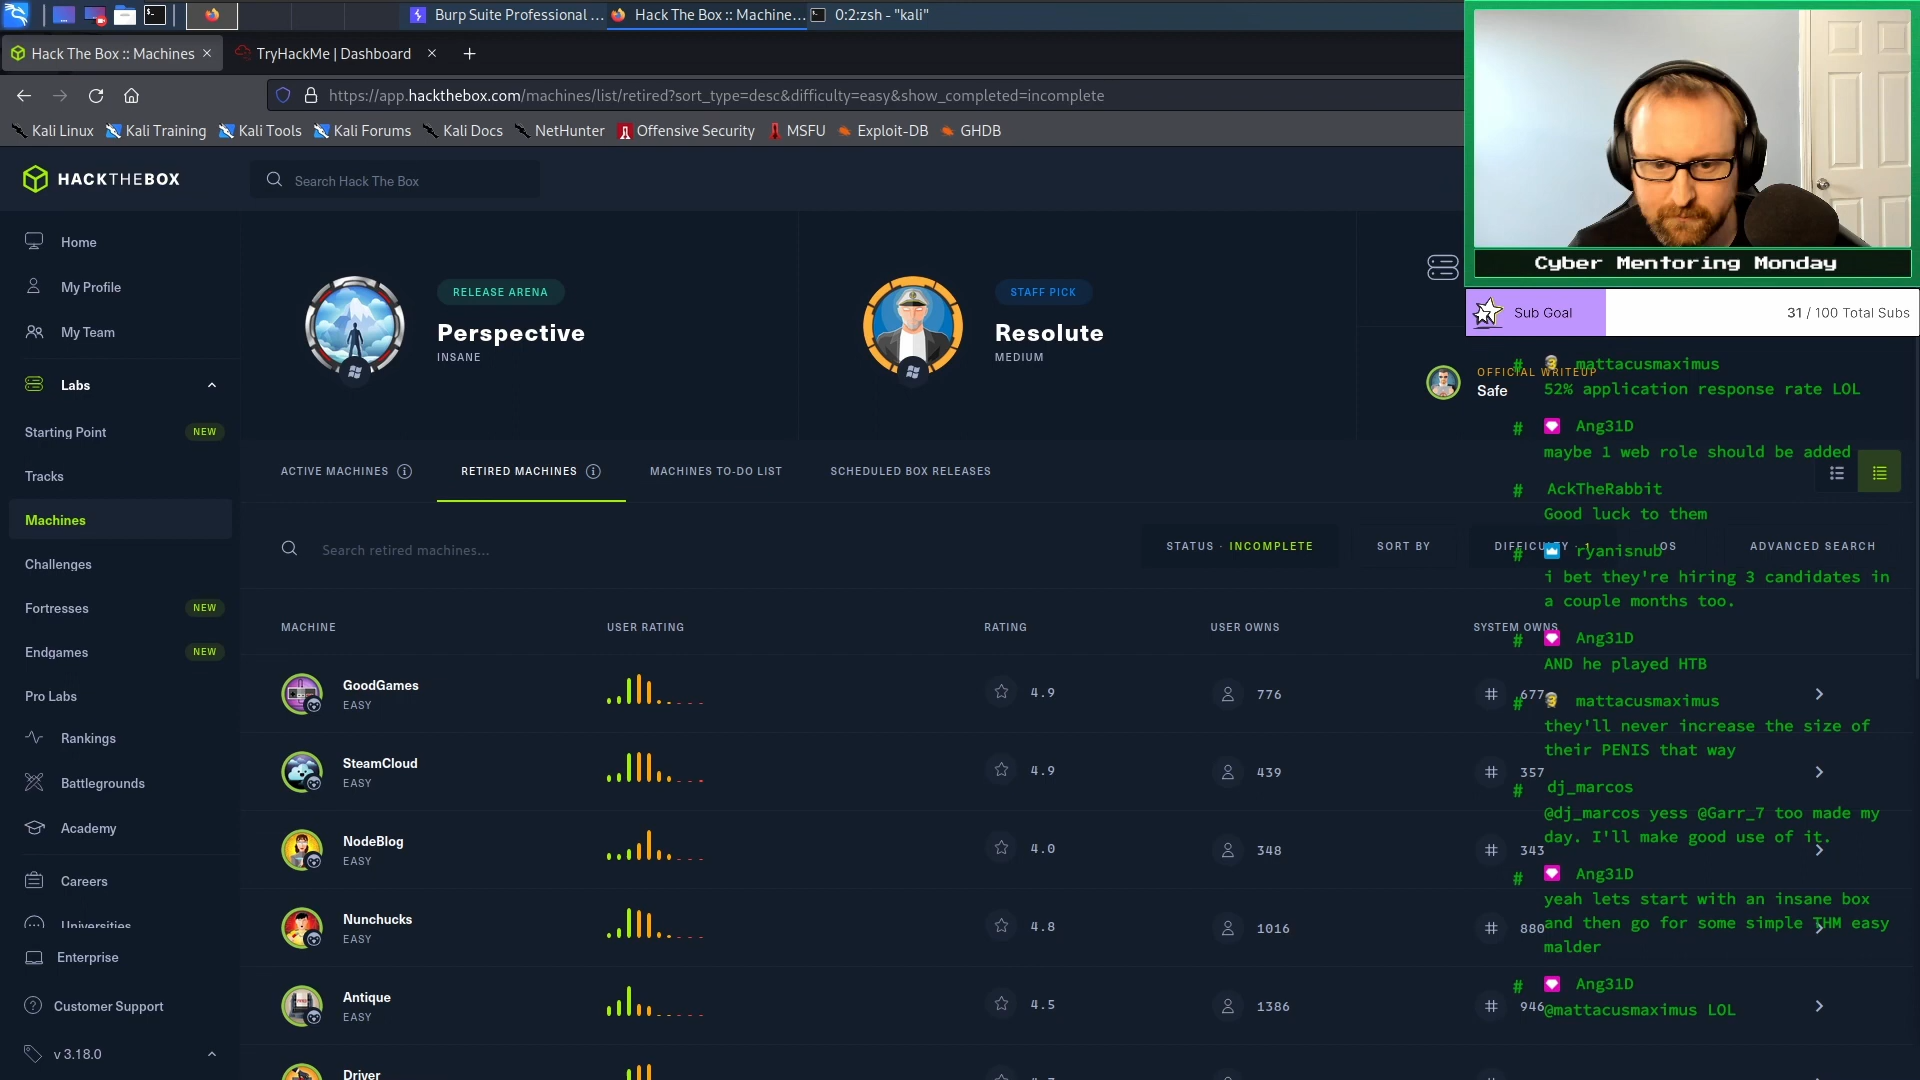 Burp Suite Professional ...
Hack The Box :: Machine...
0:2:zsh - "kali"
Hack The Box :: Machines
TryHackMe | Dashboard
https://app.hackthebox.com/machines/list/retired?sort_type=desc&difficulty=easy&show_completed=incomplete
Kali Linux
Kali Training
Kali Tools
Kali Forums
Kali Docs
NetHunter
Offensive Security
MSFU
Exploit-DB
GHDB
HACKTHEBOX
Search Hack The Box
Home
My Profile
My Team
Labs
Starting Point NEW
Tracks
Machines
Challenges
Fortresses NEW
Endgames NEW
Pro Labs
Rankings
Battlegrounds
Academy
Careers
Universities
Enterprise
Customer Support
v 3.18.0
RELEASE ARENA
Perspective
INSANE
STAFF PICK
Resolute
MEDIUM
OFFICIAL WRITEUP
Safe
ACTIVE MACHINES
RETIRED MACHINES
MACHINES TO-DO LIST
SCHEDULED BOX RELEASES
Search retired machines...
STATUS · INCOMPLETE
SORT BY
DIFFICULTY · 1
OS
ADVANCED SEARCH
MACHINE USER RATING RATING USER OWNS SYSTEM OWNS
GoodGames
EASY
4.9 776 # 677
SteamCloud
EASY
4.9 439 # 357
NodeBlog
EASY
4.0 348 # 343
Nunchucks
EASY
4.8 1016 # 880
Antique
EASY
4.5 1386 # 946
Driver
Cyber Mentoring Monday
Sub Goal
31 / 100 Total Subs
# mattacusmaximus
52% application response rate LOL
# Ang31D
maybe 1 web role should be added
# AckTheRabbit
Good luck to them
# ryanisnub
i bet they're hiring 3 candidates in
a couple months too.
# Ang31D
AND he played HTB
# mattacusmaximus
they'll never increase the size of
their PENIS that way
# dj_marcos
@dj_marcos yess @Garr_7 too made my
day. I'll make good use of it.
# Ang31D
yeah lets start with an insane box
and then go for some simple THM easy
malder
# Ang31D
@mattacusmaximus LOL